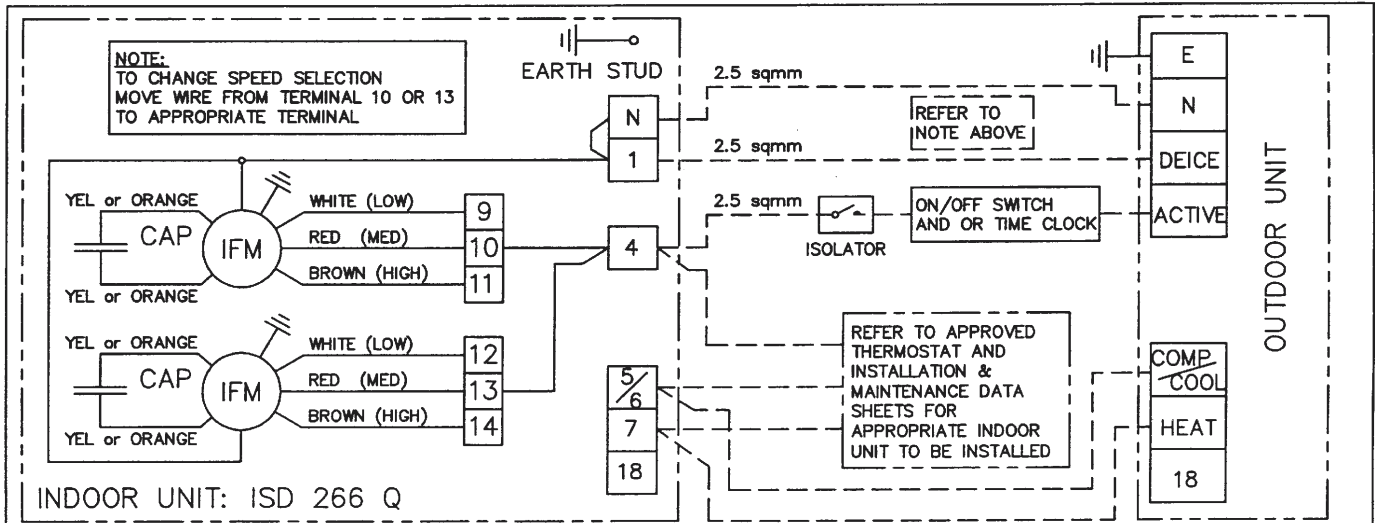 NOTE:
TO CHANGE SPEED SELECTION
MOVE WIRE FROM TERMINAL 10 OR 13
TO APPROPRIATE TERMINAL
EARTH STUD
N
1
2.5 sqmm
2.5 sqmm
REFER TO
NOTE ABOVE
E
N
DEICE
ACTIVE
OUTDOOR UNIT
YEL or ORANGE
CAP
YEL or ORANGE
IFM
WHITE (LOW)
RED (MED)
BROWN (HIGH)
9
10
11
4
2.5 sqmm
ISOLATOR
ON/OFF SWITCH
AND OR TIME CLOCK
YEL or ORANGE
CAP
YEL or ORANGE
IFM
WHITE (LOW)
RED (MED)
BROWN (HIGH)
12
13
14
5/6
7
18
REFER TO APPROVED
THERMOSTAT AND
INSTALLATION &
MAINTENANCE DATA
SHEETS FOR
APPROPRIATE INDOOR
UNIT TO BE INSTALLED
COMP/
COOL
HEAT
18
INDOOR UNIT: ISD 266 Q